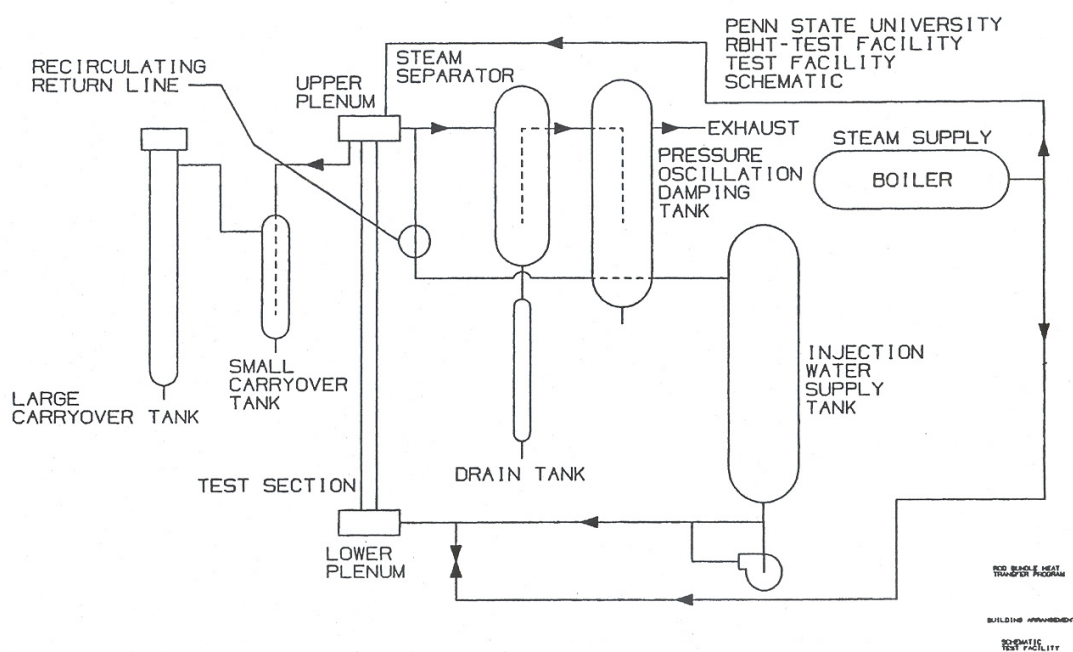 PENN STATE UNIVERSITY
RBHT-TEST FACILITY
TEST FACILITY
SCHEMATIC
RECIRCULATING
RETURN LINE
UPPER
PLENUM
STEAM
SEPARATOR
EXHAUST
PRESSURE
OSCILLATION
DAMPING
TANK
STEAM SUPPLY
BOILER
INJECTION
WATER
SUPPLY
TANK
SMALL
CARRYOVER
TANK
LARGE
CARRYOVER TANK
DRAIN TANK
TEST SECTION
LOWER
PLENUM
ROD BUNDLE HEAT
TRANSFER PROGRAM
BUILDING ARRANGEMENT
SCHEMATIC
TEST FACILITY